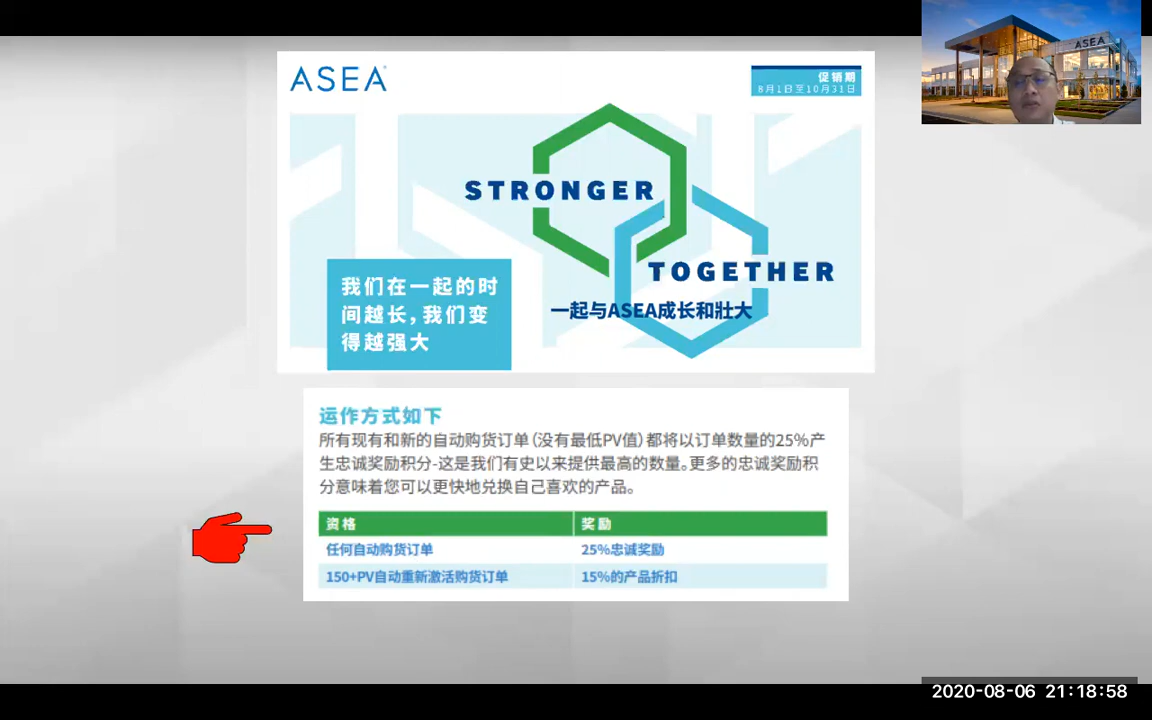 ASEA
促销期
8月1日至10月31日
ASEA
STRONGER
TOGETHER
一起与ASEA成长和壯大
我们在一起的时
间越长，我们变
得越强大
运作方式如下
所有现有和新的自动购货订单（没有最低PV值）都将以订单数量的25%产
生忠诚奖励积分-这是我们有史以来提供最高的数量。更多的忠诚奖励积
分意味着您可以更快地兑换自己喜欢的产品。
资格 奖励
任何自动购货订单 25%忠诚奖励
150+PV自动重新激活购货订单 15%的产品折扣
2020-08-06 21:18:58